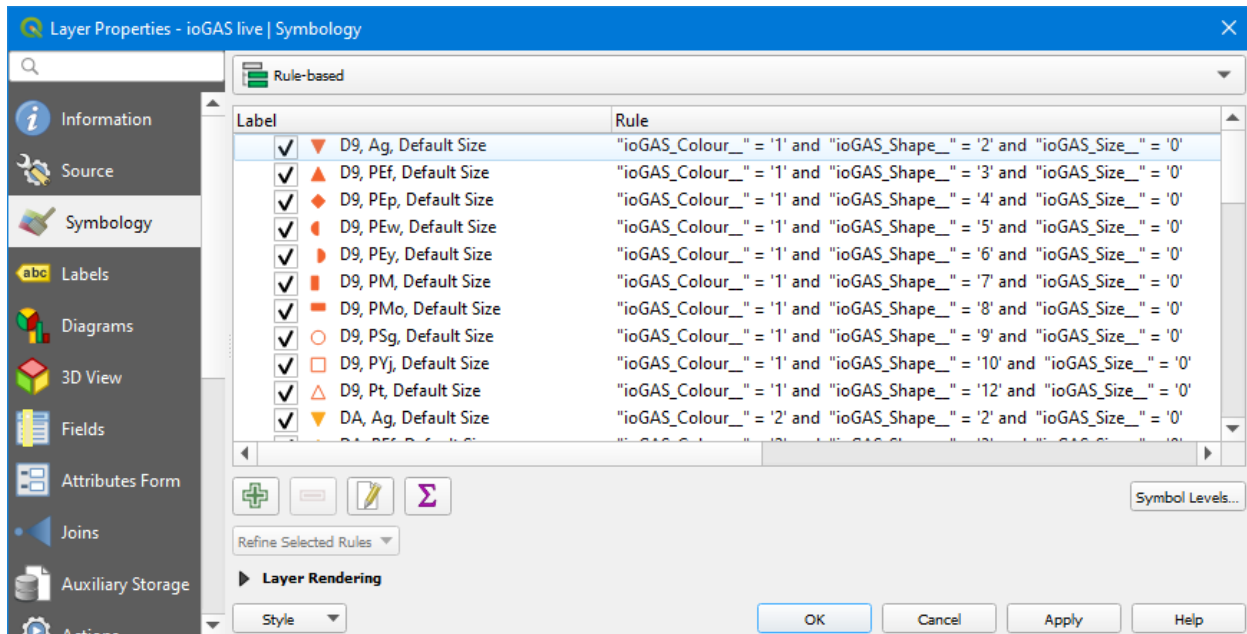 Layer Properties - ioGAS live | Symbology
Rule-based
Information
Source
Symbology
abc Labels
Diagrams
3D View
Fields
Attributes Form
Joins
Auxiliary Storage
Actions
Label Rule
D9, Ag, Default Size "ioGAS_Colour__" = '1' and "ioGAS_Shape__" = '2' and "ioGAS_Size__" = '0'
D9, PEf, Default Size "ioGAS_Colour__" = '1' and "ioGAS_Shape__" = '3' and "ioGAS_Size__" = '0'
D9, PEp, Default Size "ioGAS_Colour__" = '1' and "ioGAS_Shape__" = '4' and "ioGAS_Size__" = '0'
D9, PEw, Default Size "ioGAS_Colour__" = '1' and "ioGAS_Shape__" = '5' and "ioGAS_Size__" = '0'
D9, PEy, Default Size "ioGAS_Colour__" = '1' and "ioGAS_Shape__" = '6' and "ioGAS_Size__" = '0'
D9, PM, Default Size "ioGAS_Colour__" = '1' and "ioGAS_Shape__" = '7' and "ioGAS_Size__" = '0'
D9, PMo, Default Size "ioGAS_Colour__" = '1' and "ioGAS_Shape__" = '8' and "ioGAS_Size__" = '0'
D9, PSg, Default Size "ioGAS_Colour__" = '1' and "ioGAS_Shape__" = '9' and "ioGAS_Size__" = '0'
D9, PYj, Default Size "ioGAS_Colour__" = '1' and "ioGAS_Shape__" = '10' and "ioGAS_Size__" = '0'
D9, Pt, Default Size "ioGAS_Colour__" = '1' and "ioGAS_Shape__" = '12' and "ioGAS_Size__" = '0'
DA, Ag, Default Size "ioGAS_Colour__" = '2' and "ioGAS_Shape__" = '2' and "ioGAS_Size__" = '0'
Symbol Levels...
Refine Selected Rules
Layer Rendering
Style OK Cancel Apply Help